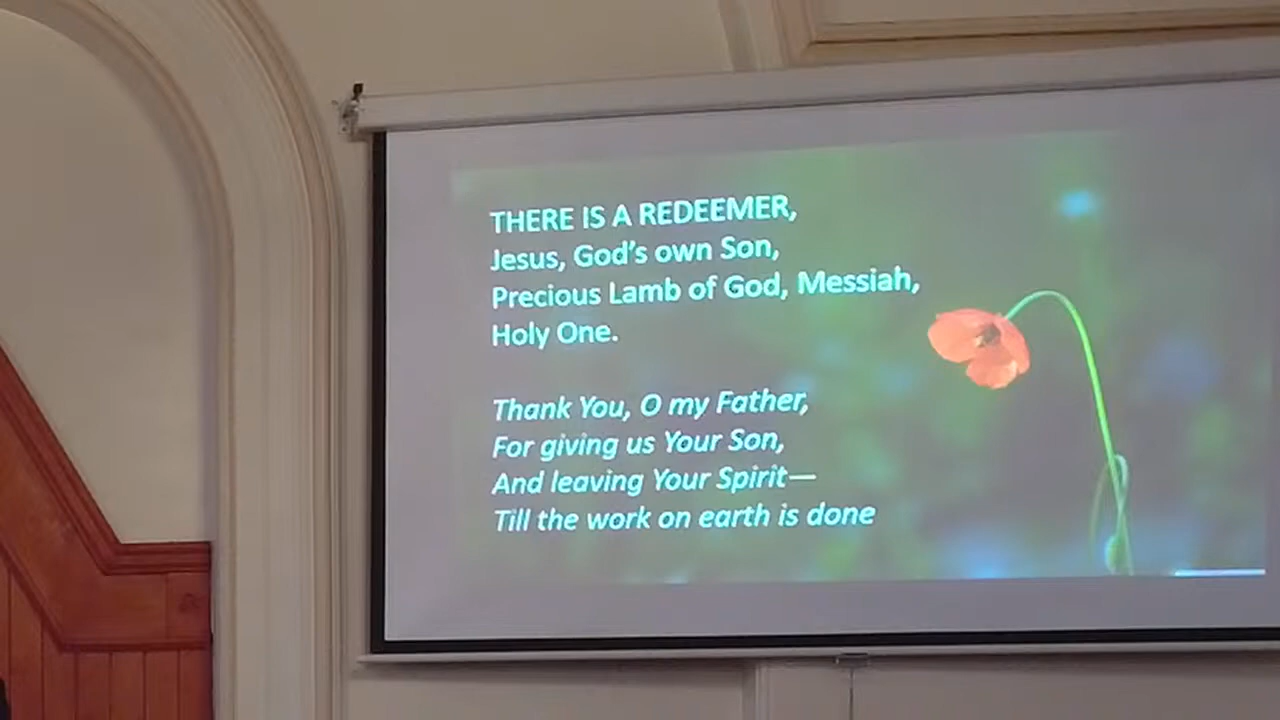 THERE IS A REDEEMER,
Jesus, God's own Son,
Precious Lamb of God, Messiah,
Holy One.
Thank You, O my Father,
For giving us Your Son,
And leaving Your Spirit—
Till the work on earth is done